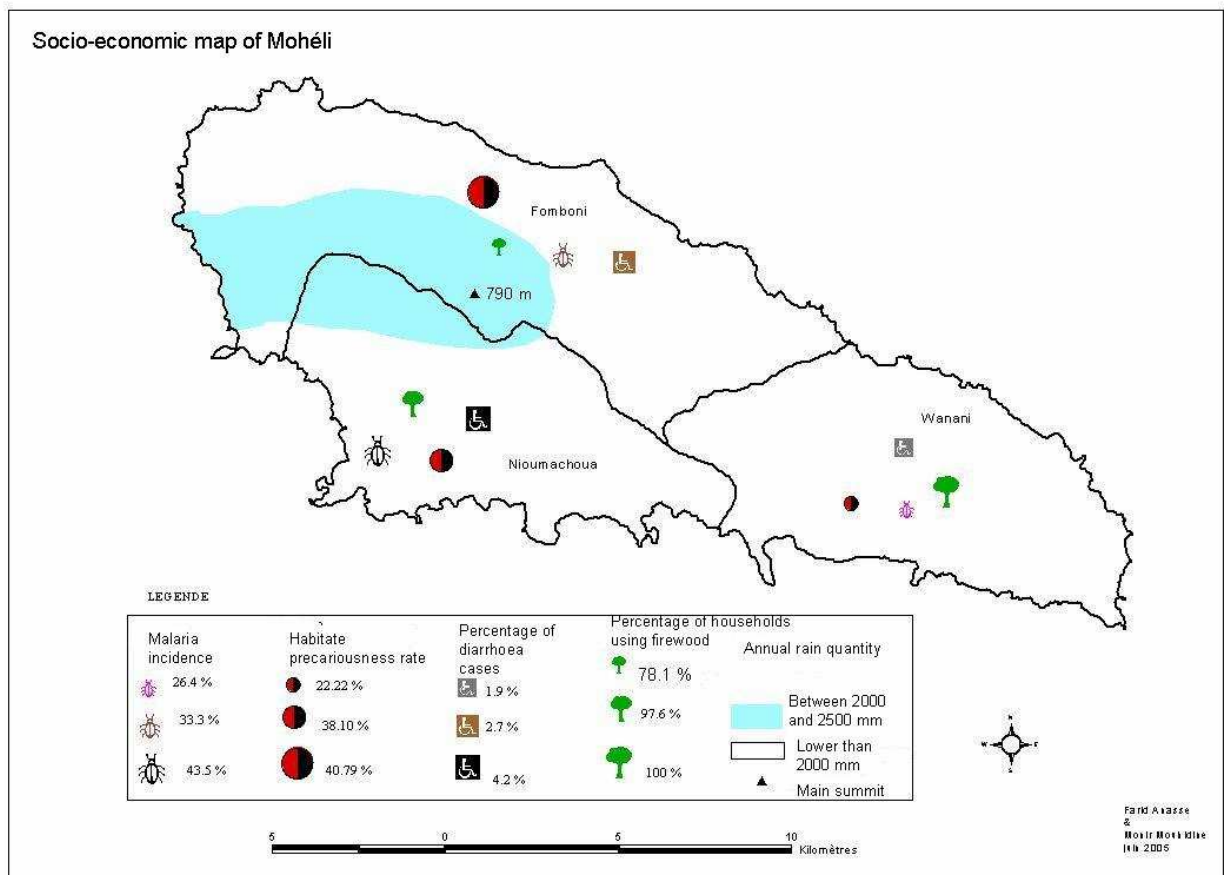 Socio-economic map of Mohéli
Fomboni
790 m
Wanani
Nioumachoua
LEGENDE
Malaria
incidence
26.4 %
33.3 %
43.5 %
Habitate
precariousness rate
22.22 %
38.10 %
40.79 %
Percentage of
diarrhoea
cases
1.9 %
2.7 %
4.2 %
Percentage of households
using firewood
78.1 %
97.6 %
100 %
Annual rain quantity
Between 2000
and 2500 mm
Lower than
2000 mm
Main summit
N
W E
S
5 0 5 10
Kilomètres
Farid Anasse
&
2005